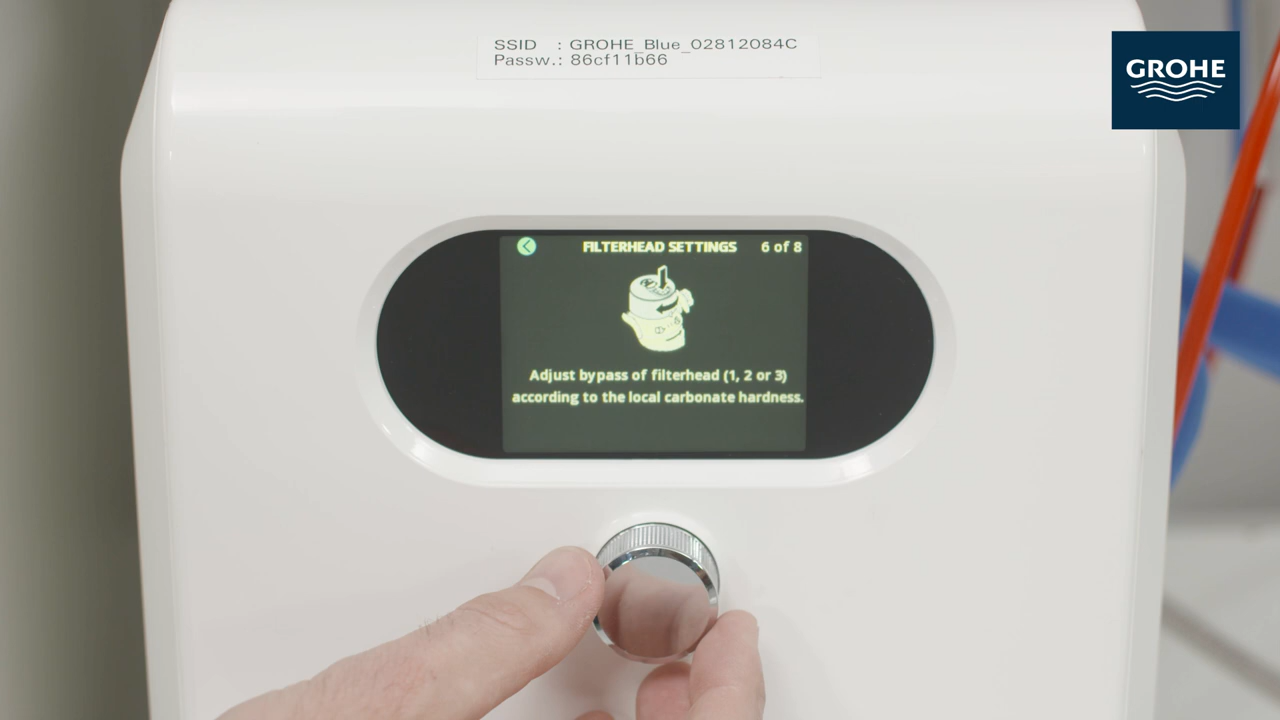 SSID : GROHE_Blue_02812084C
Passw.: 86cf11b66
GROHE
FILTERHEAD SETTINGS 6 of 8
Adjust bypass of filterhead (1, 2 or 3)
according to the local carbonate hardness.